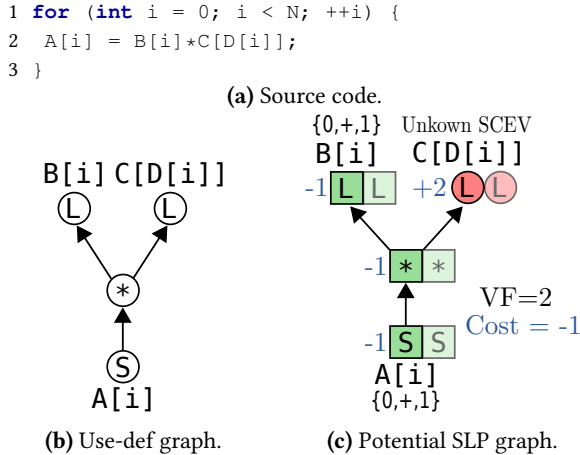 1 for (int i = 0; i < N; ++i) {
2 A[i] = B[i]*C[D[i]];
3 }
(a) Source code.
B[i] C[D[i]]
L L
*
S
A[i]
(b) Use-def graph.
{0,+,1} Unkown SCEV
B[i] C[D[i]]
-1 L L +2 L L
-1 * *
VF=2
Cost = -1
-1 S S
A[i]
{0,+,1}
(c) Potential SLP graph.